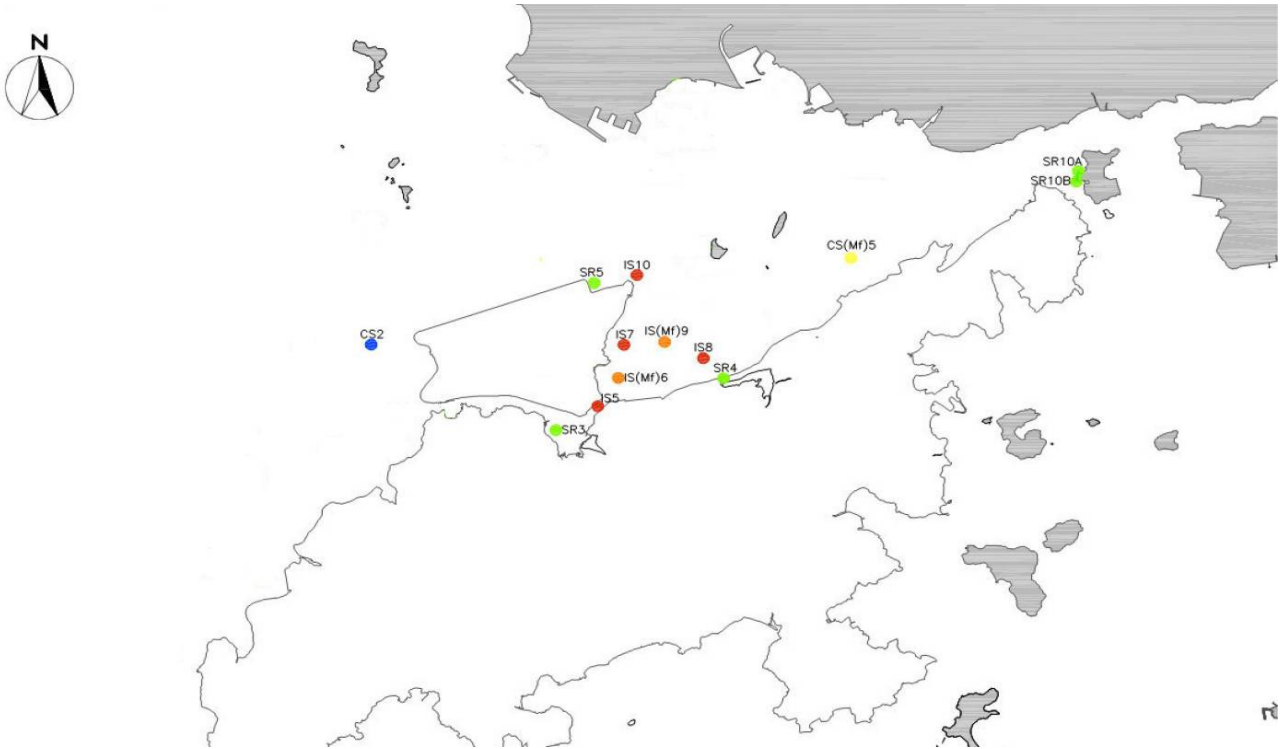 N
SR10A
SR10B
CS(Mf)5
SR5
IS10
CS2
IS7
IS(Mf)9
IS8
SR4
IS(Mf)6
IS5
SR3